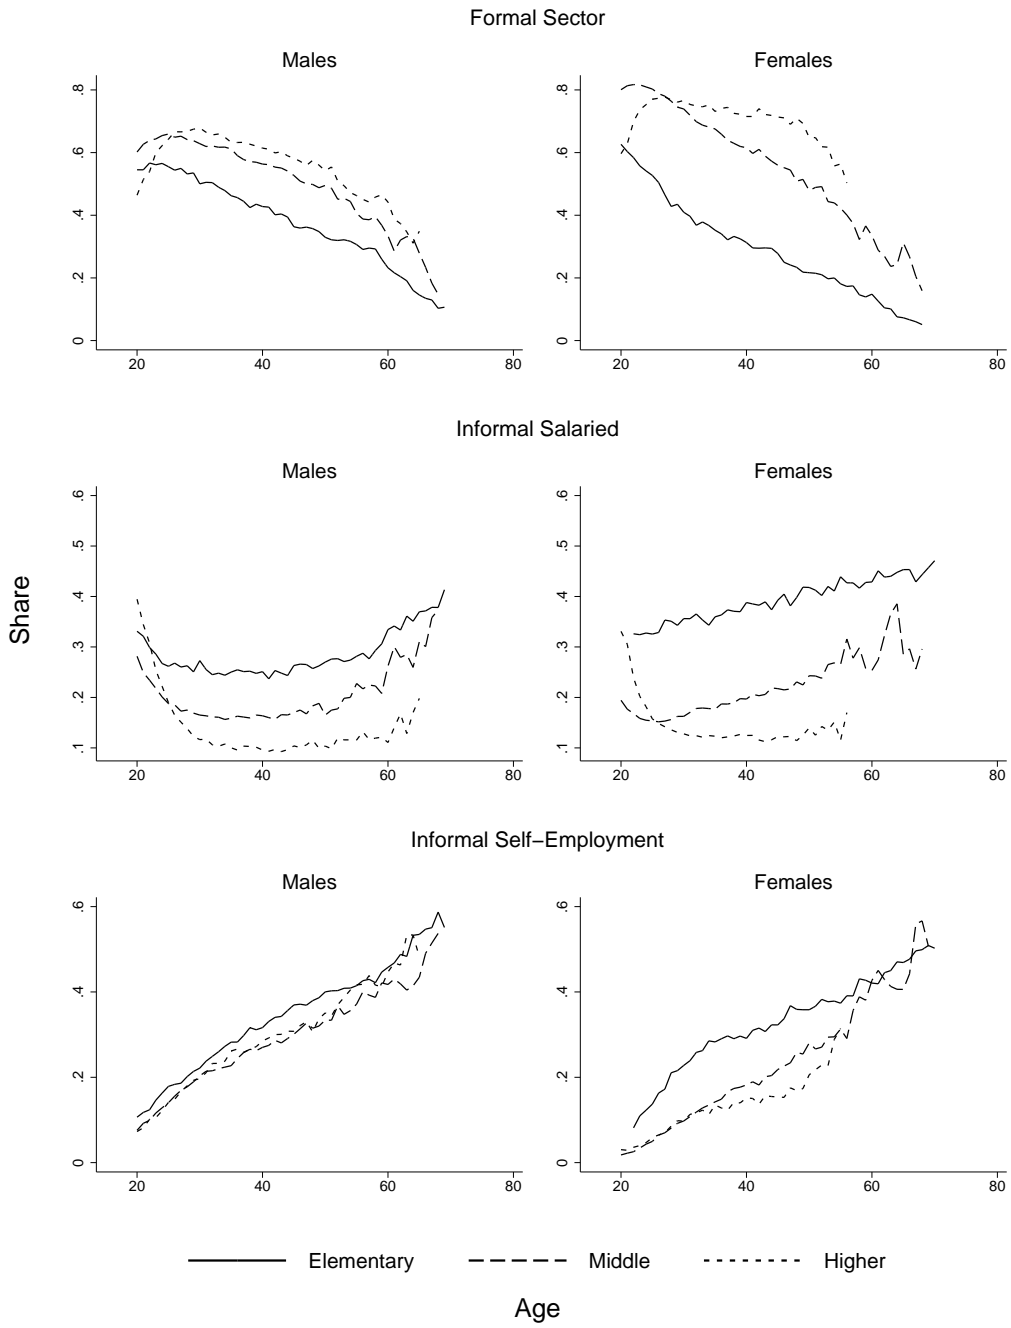 Formal Sector
Males
Females
.8
.6
.4
.2
0
20 40 60 80
.8
.6
.4
.2
0
20 40 60 80
Informal Salaried
Males
Females
.6
.5
.4
.3
.2
.1
20 40 60 80
.6
.5
.4
.3
.2
.1
20 40 60 80
Share
Informal Self−Employment
Males
Females
.6
.4
.2
0
20 40 60 80
.6
.4
.2
0
20 40 60 80
Elementary Middle Higher
Age